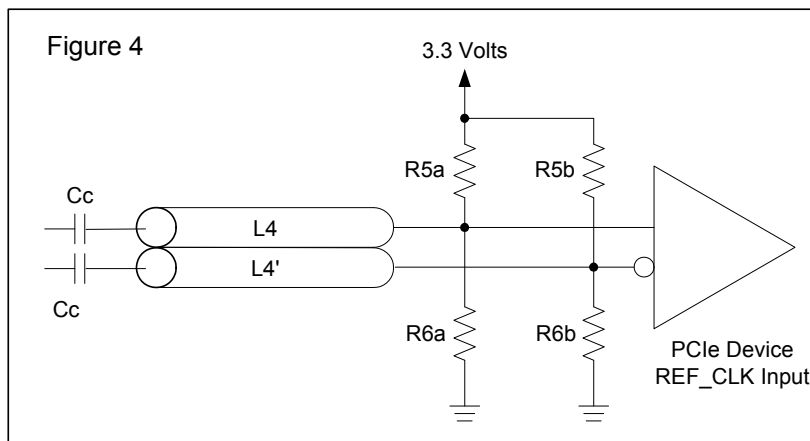 Figure 4
3.3 Volts
R5a
R5b
Cc
L4
L4'
Cc
R6a
R6b
PCIe Device
REF_CLK Input